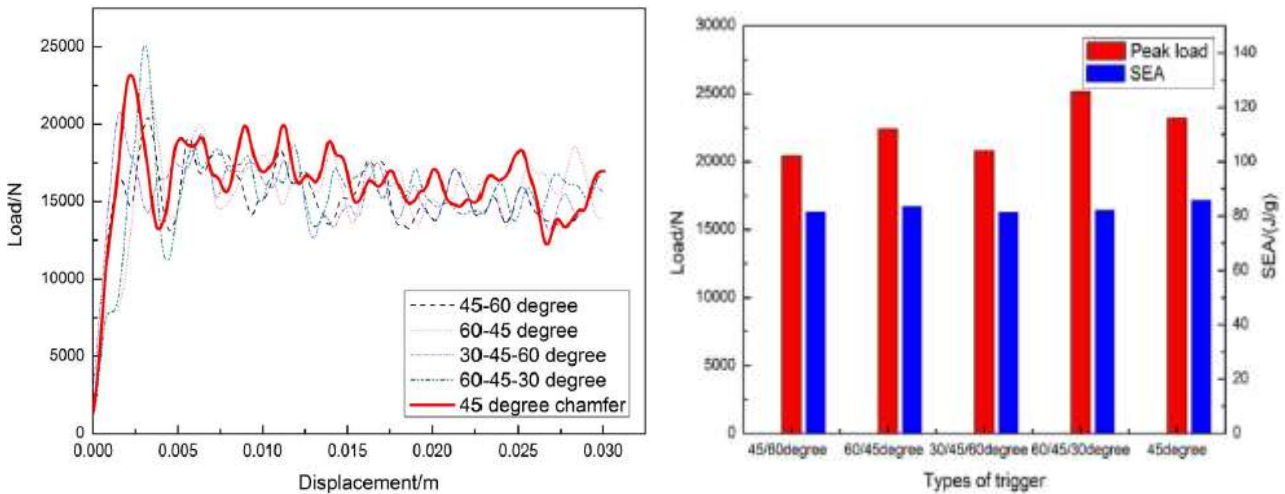 Load/N
25000
20000
15000
10000
5000
0
45-60 degree
60-45 degree
30-45-60 degree
60-45-30 degree
45 degree chamfer
0.000
0.005
0.010
0.015
0.020
0.025
0.030
Displacement/m
Load/N
30000
25000
20000
15000
10000
5000
0
Peak load
SEA
140
120
100
80
60
40
20
0
SEA/(J/g)
45/60degree
60/45degree
30/45/60degree
60/45/30degree
45degree
Types of trigger